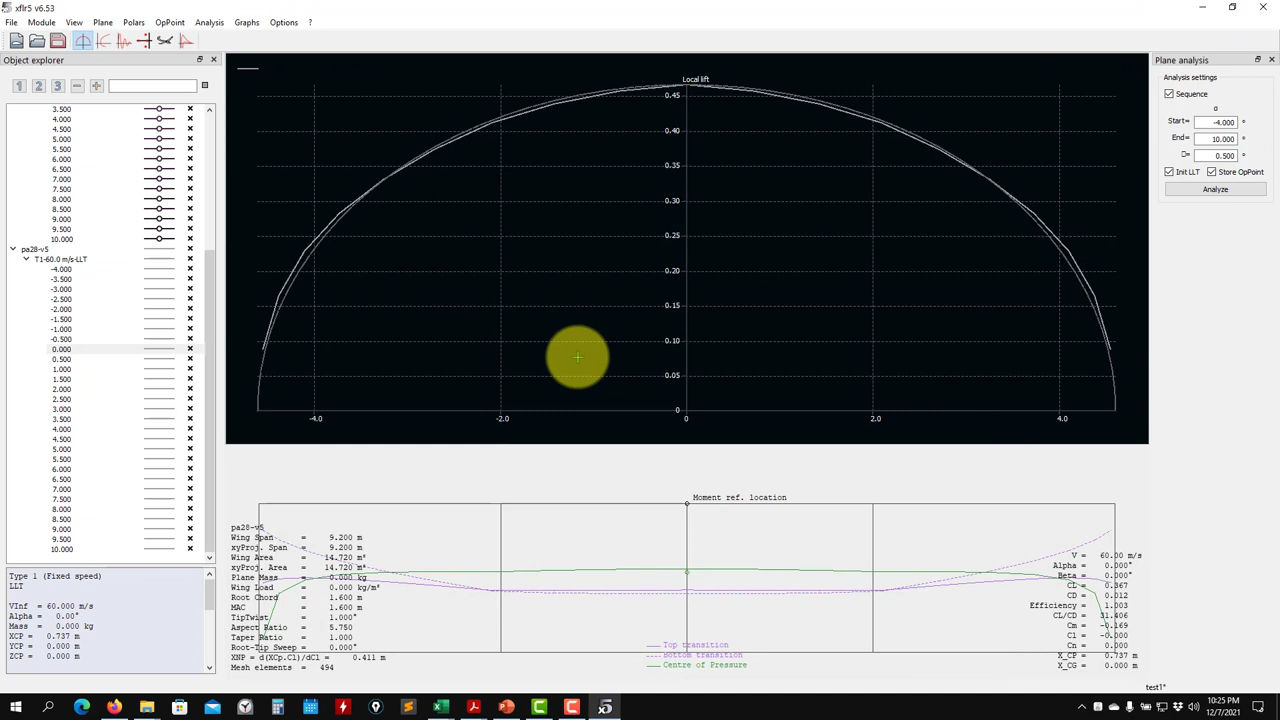 xflr5 v6.53
File Module View Plane Polars OpPoint Analysis Graphs Options ?
Object explorer
1 2 3
3.500
4.000
4.500
5.000
5.500
6.000
6.500
7.000
7.500
8.000
8.500
9.000
9.500
10.000
pa28-v5
T1-60.0 m/s-LLT
-4.000
-3.500
-3.000
-2.500
-2.000
-1.500
-1.000
-0.500
0.000
0.500
1.000
1.500
2.000
2.500
3.000
3.500
4.000
4.500
5.000
5.500
6.000
6.500
7.000
7.500
8.000
8.500
9.000
9.500
10.000
Type 1 (Fixed speed)
LLT
VInf = 60.000 m/s
Alpha = 0.00°
Mass = 0.000 kg
XCP = 0.737 m
YCP = 0.000 m
ZCP = 0.000 m
Local lift
0.45
0.40
0.35
0.30
0.25
0.20
0.15
0.10
0.05
0
-4.0 -2.0 0 2.0 4.0
Moment ref. location
pa28-v5
Wing Span = 9.200 m
xyProj. Span = 9.200 m
Wing Area = 14.720 m²
xyProj. Area = 14.720 m²
Plane Mass = 0.000 kg
Wing Load = 0.000 kg/m²
Root Chord = 1.600 m
MAC = 1.600 m
TipTwist = 1.000°
Aspect Ratio = 5.750
Taper Ratio = 1.000
Root-Tip Sweep = 0.000°
XNP = d(XCp.Cl)/dCl = 0.411 m
Mesh elements = 494
Top transition
Bottom transition
Centre of Pressure
V = 60.00 m/s
Alpha = 0.000°
Beta = 0.000°
CL = 0.367
CD = 0.012
Efficiency = 1.003
CL/CD = 31.406
Cm = -0.169
Cl = -0.000
Cn = 0.000
X_CP = 0.737 m
X_CG = 0.000 m
Plane analysis
Analysis settings
Sequence
α
Start= -4.000 °
End= 10.000 °
0.500 °
Init LLT Store OpPoint
Analyze
test1*
10:25 PM
12/7/2021